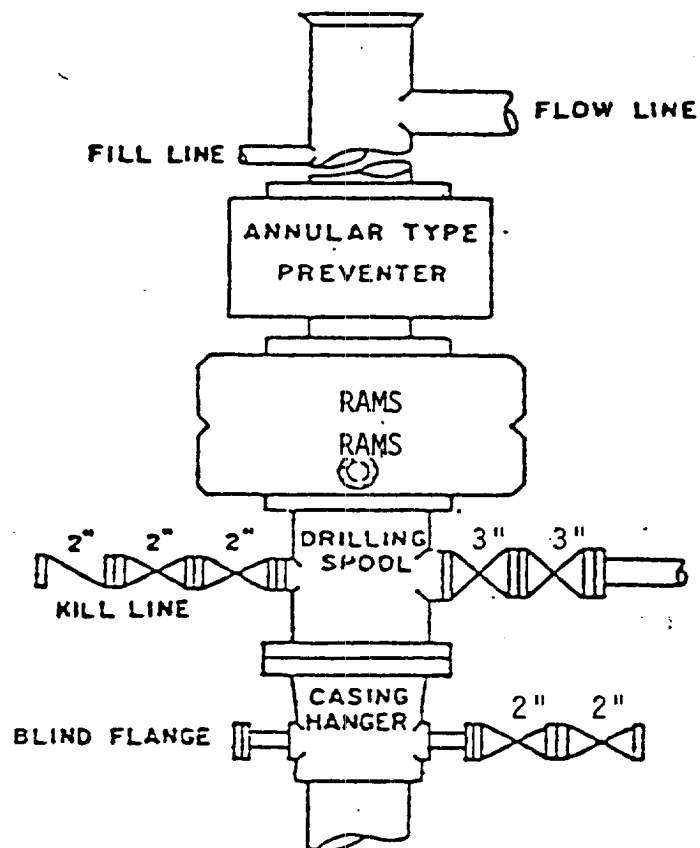 FLOW LINE
FILL LINE
ANNULAR TYPE
PREVENTER
RAMS
RAMS
2" 2" 2"
DRILLING
SPOOL
3" 3"
KILL LINE
CASING
HANGER
2" 2"
BLIND FLANGE